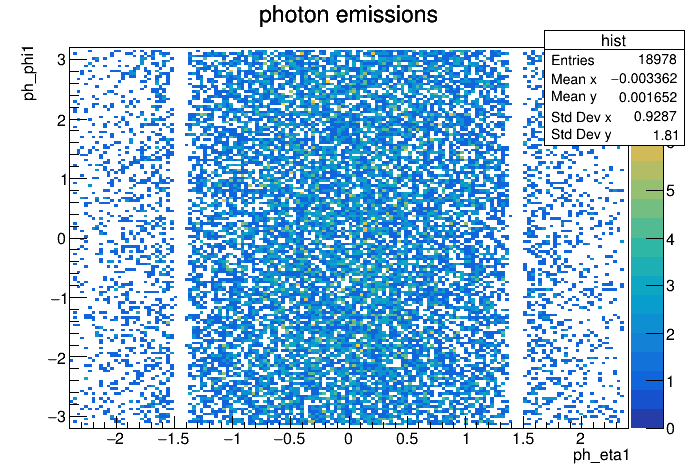 photon emissions
ph_phi1
hist
Entries 18978
Mean x −0.003362
Mean y 0.001652
Std Dev x 0.9287
Std Dev y 1.81
3
2
1
0
−1
−2
−3
5
4
3
2
1
0
−2
−1.5
−1
−0.5
0
0.5
1
1.5
2
ph_eta1